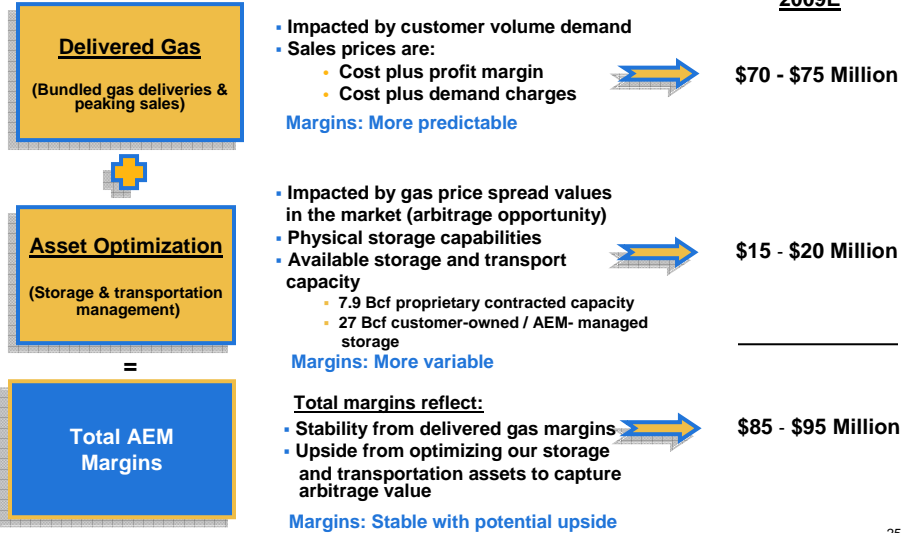 2009E
Delivered Gas
(Bundled gas deliveries &
peaking sales)
▪ Impacted by customer volume demand
▪ Sales prices are:
• Cost plus profit margin
• Cost plus demand charges
Margins: More predictable
$70 - $75 Million
Asset Optimization
(Storage & transportation
management)
▪ Impacted by gas price spread values
in the market (arbitrage opportunity)
▪ Physical storage capabilities
▪ Available storage and transport
capacity
▪ 7.9 Bcf proprietary contracted capacity
▪ 27 Bcf customer-owned / AEM- managed
storage
Margins: More variable
$15 - $20 Million
=
Total AEM
Margins
Total margins reflect:
▪ Stability from delivered gas margins
▪ Upside from optimizing our storage
and transportation assets to capture
arbitrage value
Margins: Stable with potential upside
$85 - $95 Million
25